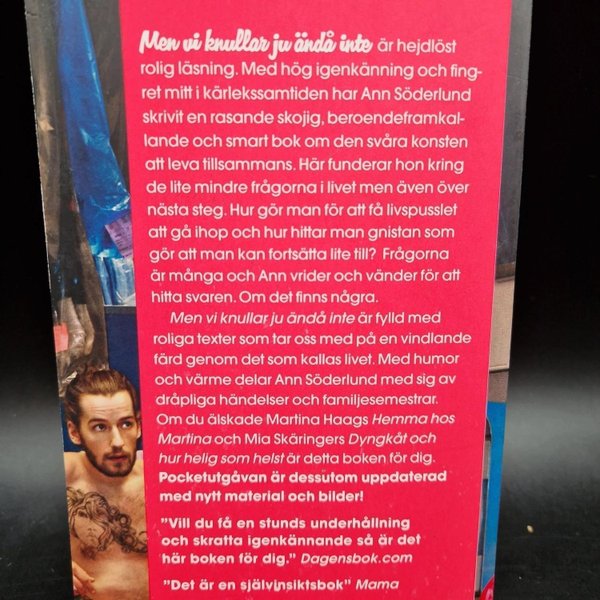 Men vi knullar ju ändå inte är hejdlöst
rolig läsning. Med hög igenkänning och fing-
ret mitt i kärlekssamtiden har Ann Söderlund
skrivit en rasande skojig, beroendeframkal-
lande och smart bok om den svåra konsten
att leva tillsammans. Här funderar hon kring
de lite mindre frågorna i livet men även över
nästa steg. Hur gör man för att få livspusslet
att gå ihop och hur hittar man gnistan som
gör att man kan fortsätta lite till? Frågorna
är många och Ann vrider och vänder för att
hitta svaren. Om det finns några.
Men vi knullar ju ändå inte är fylld med
roliga texter som tar oss med på en vindlande
färd genom det som kallas livet. Med humor
och värme delar Ann Söderlund med sig av
dråpliga händelser och familjesemestrar.
Om du älskade Martina Haags Hemma hos
Martina och Mia Skäringers Dyngkåt och
hur helig som helst är detta boken för dig.
Pocketutgåvan är dessutom uppdaterad
med nytt material och bilder!
"Vill du få en stunds underhållning
och skratta igenkännande så är det
här boken för dig." Dagensbok.com
"Det är en självinsiktsbok" Mama